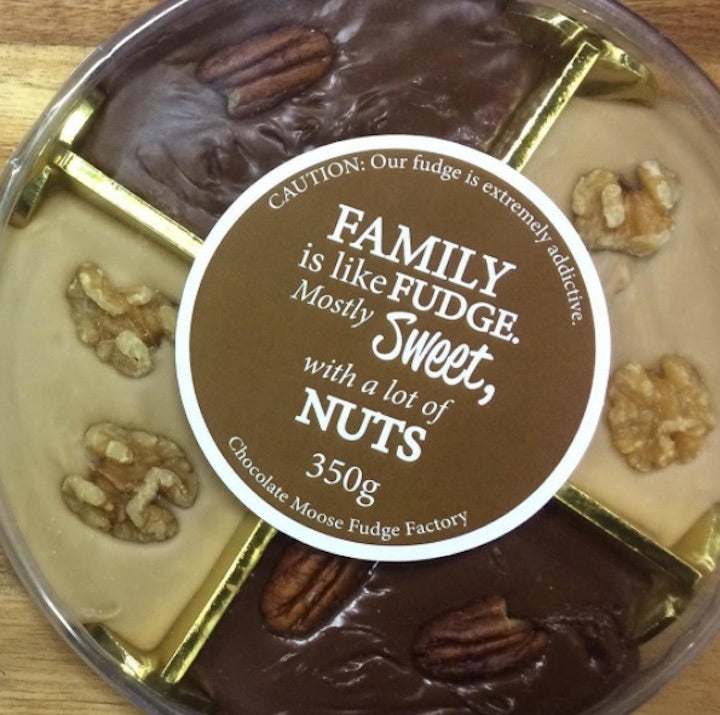 CAUTION: Our fudge is extremely addictive.
FAMILY
is like FUDGE.
Mostly Sweet,
with a lot of
NUTS
350g
Chocolate Moose Fudge Factory